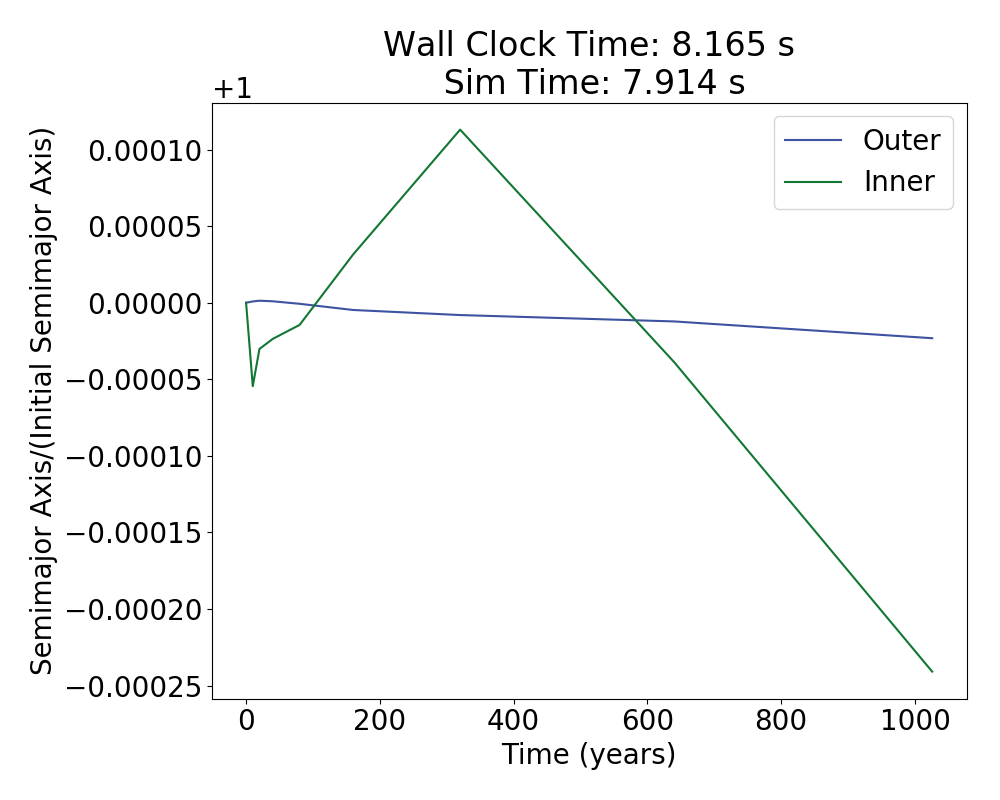 Wall Clock Time: 8.165 s
Sim Time: 7.914 s
+1
Semimajor Axis/(Initial Semimajor Axis)
0.00010
0.00005
0.00000
−0.00005
−0.00010
−0.00015
−0.00020
−0.00025
Outer
Inner
0 200 400 600 800 1000
Time (years)